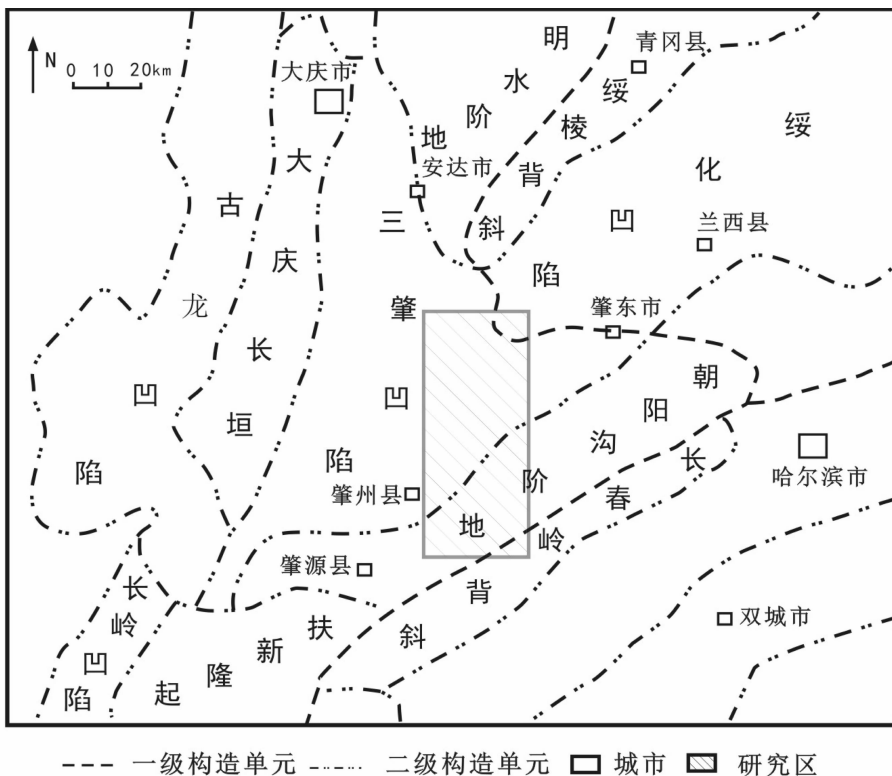 N
0 10 20km
大庆市
青冈县
明水阶地
绥棱背斜
绥化凹陷
安达市
大庆长垣
古龙凹陷
三肇凹陷
兰西县
肇东市
朝阳沟阶地
长春岭背斜
哈尔滨市
肇州县
肇源县
双城市
长岭凹陷
扶新隆起
一级构造单元 二级构造单元 城市 研究区